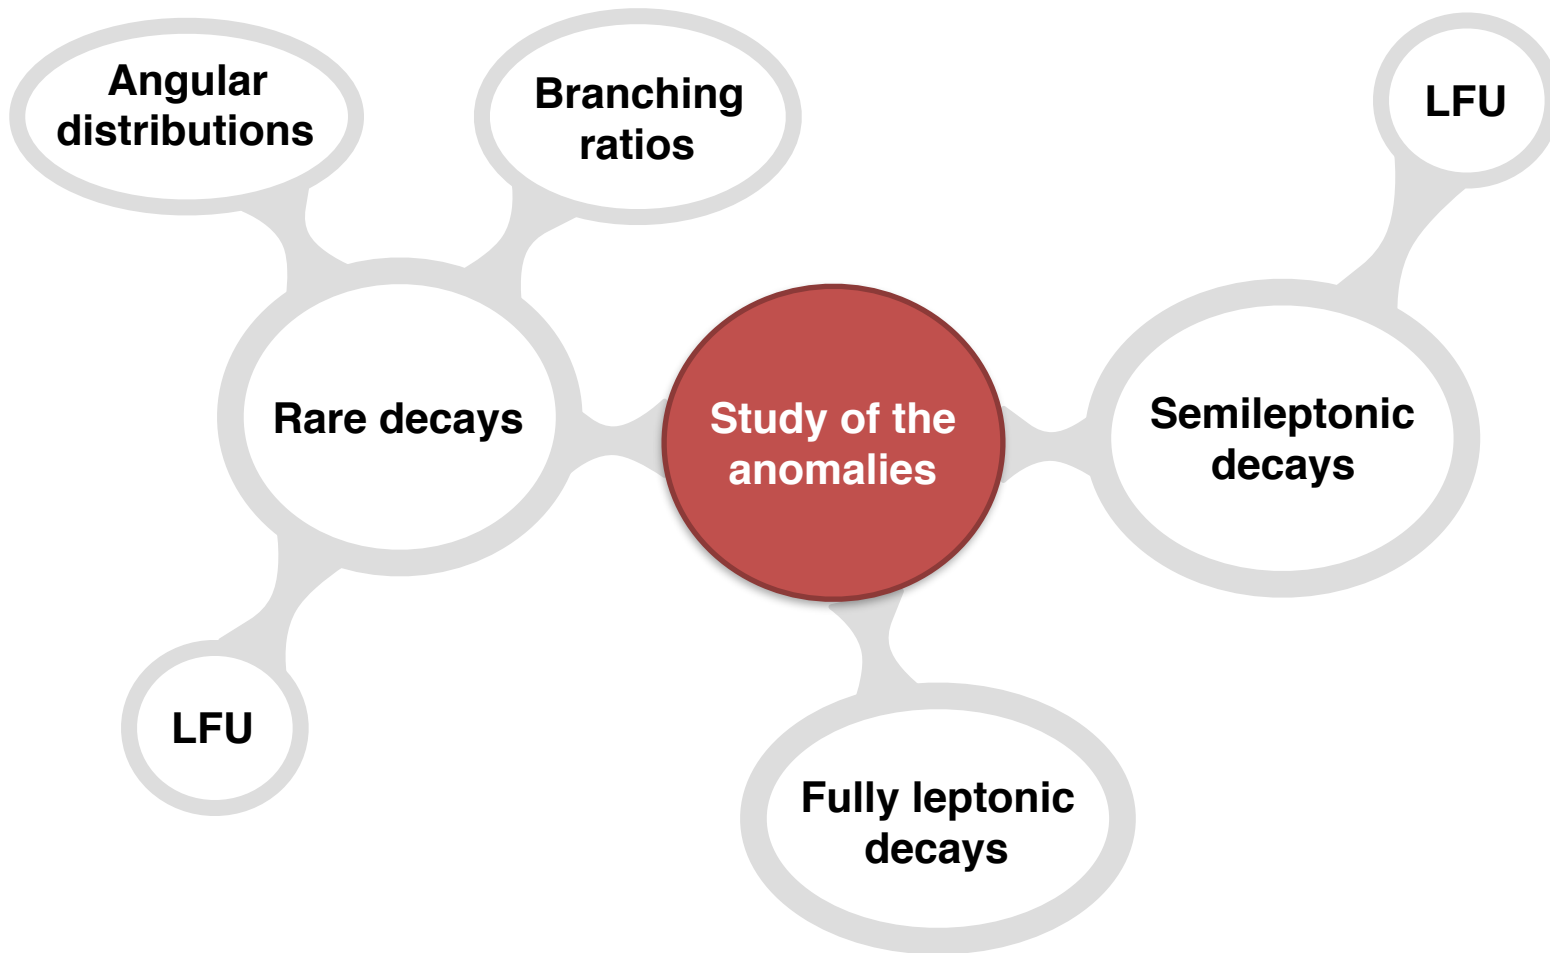 Angular
distributions
Branching
ratios
LFU
Rare decays
Study of the
anomalies
Semileptonic
decays
LFU
Fully leptonic
decays